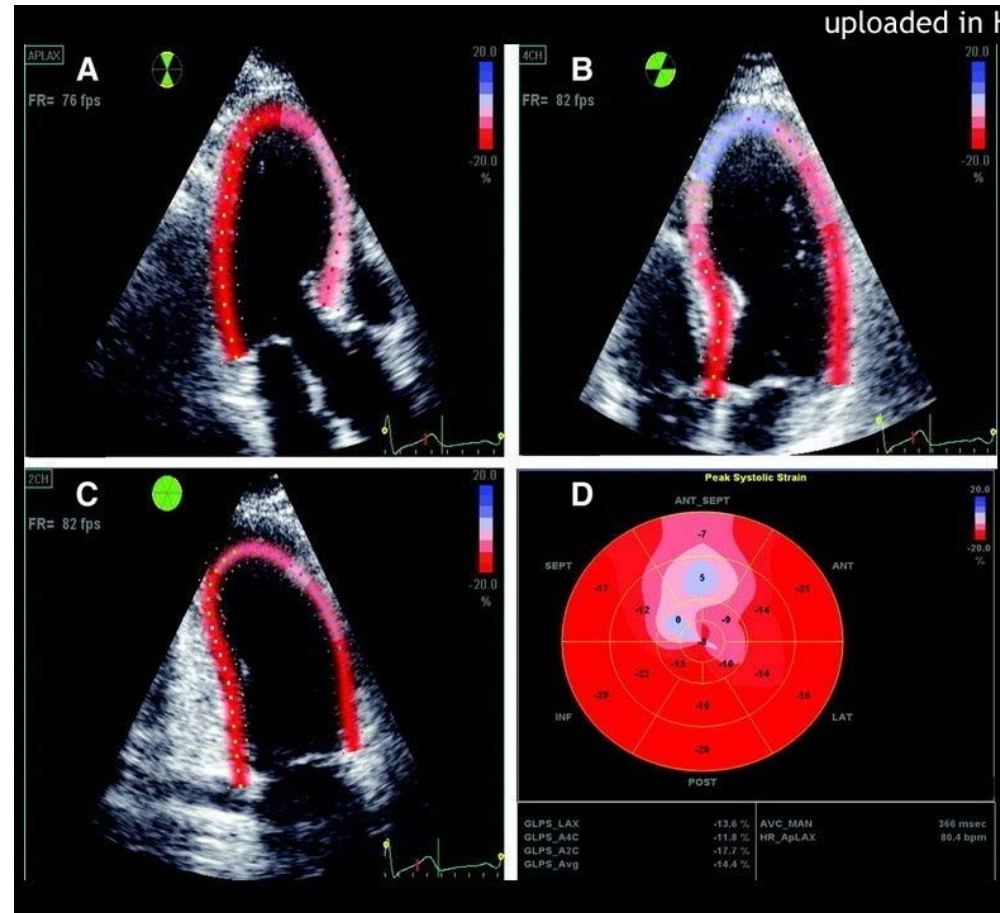 uploaded in H
APLAX
A
FR= 76 fps
20.0
-20.0
%
4CH
B
FR= 82 fps
20.0
-20.0
%
2CH
C
FR= 82 fps
20.0
-20.0
%
D
Peak Systolic Strain
20.0
-20.0
%
ANT_SEPT
SEPT
ANT
-7
-17
5
-21
-12
-14
0
-9
-8
-15
-10
-22
-14
-19
-16
INF
LAT
-20
POST
GLPS_LAX -13.6 %
GLPS_A4C -11.8 %
GLPS_A2C -17.7 %
GLPS_Avg -14.4 %
AVC_MAN 366 msec
HR_ApLAX 80.4 bpm